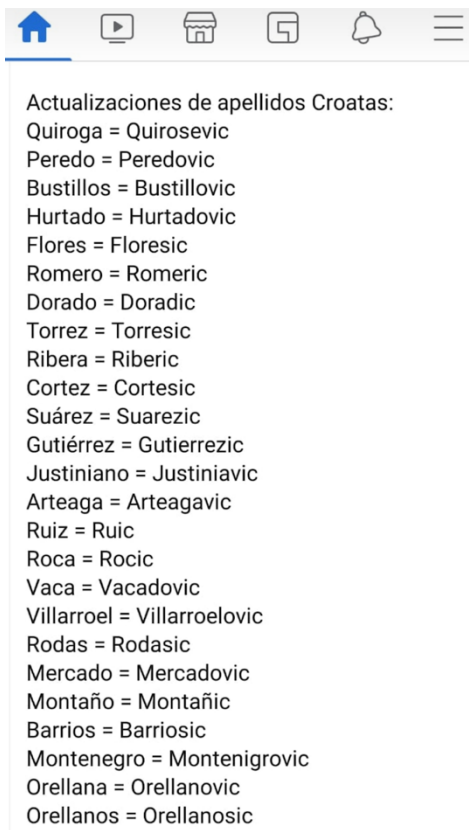 Actualizaciones de apellidos Croatas:
Quiroga = Quirosevic
Peredo = Peredovic
Bustillos = Bustillovic
Hurtado = Hurtadovic
Flores = Floresic
Romero = Romeric
Dorado = Doradic
Torrez = Torresic
Ribera = Riberic
Cortez = Cortesic
Suárez = Suarezic
Gutiérrez = Gutierrezic
Justiniano = Justiniavic
Arteaga = Arteagavic
Ruiz = Ruic
Roca = Rocic
Vaca = Vacadovic
Villarroel = Villarroelovic
Rodas = Rodasic
Mercado = Mercadovic
Montaño = Montañic
Barrios = Barriosic
Montenegro = Montenigrovic
Orellana = Orellanovic
Orellanos = Orellanosic